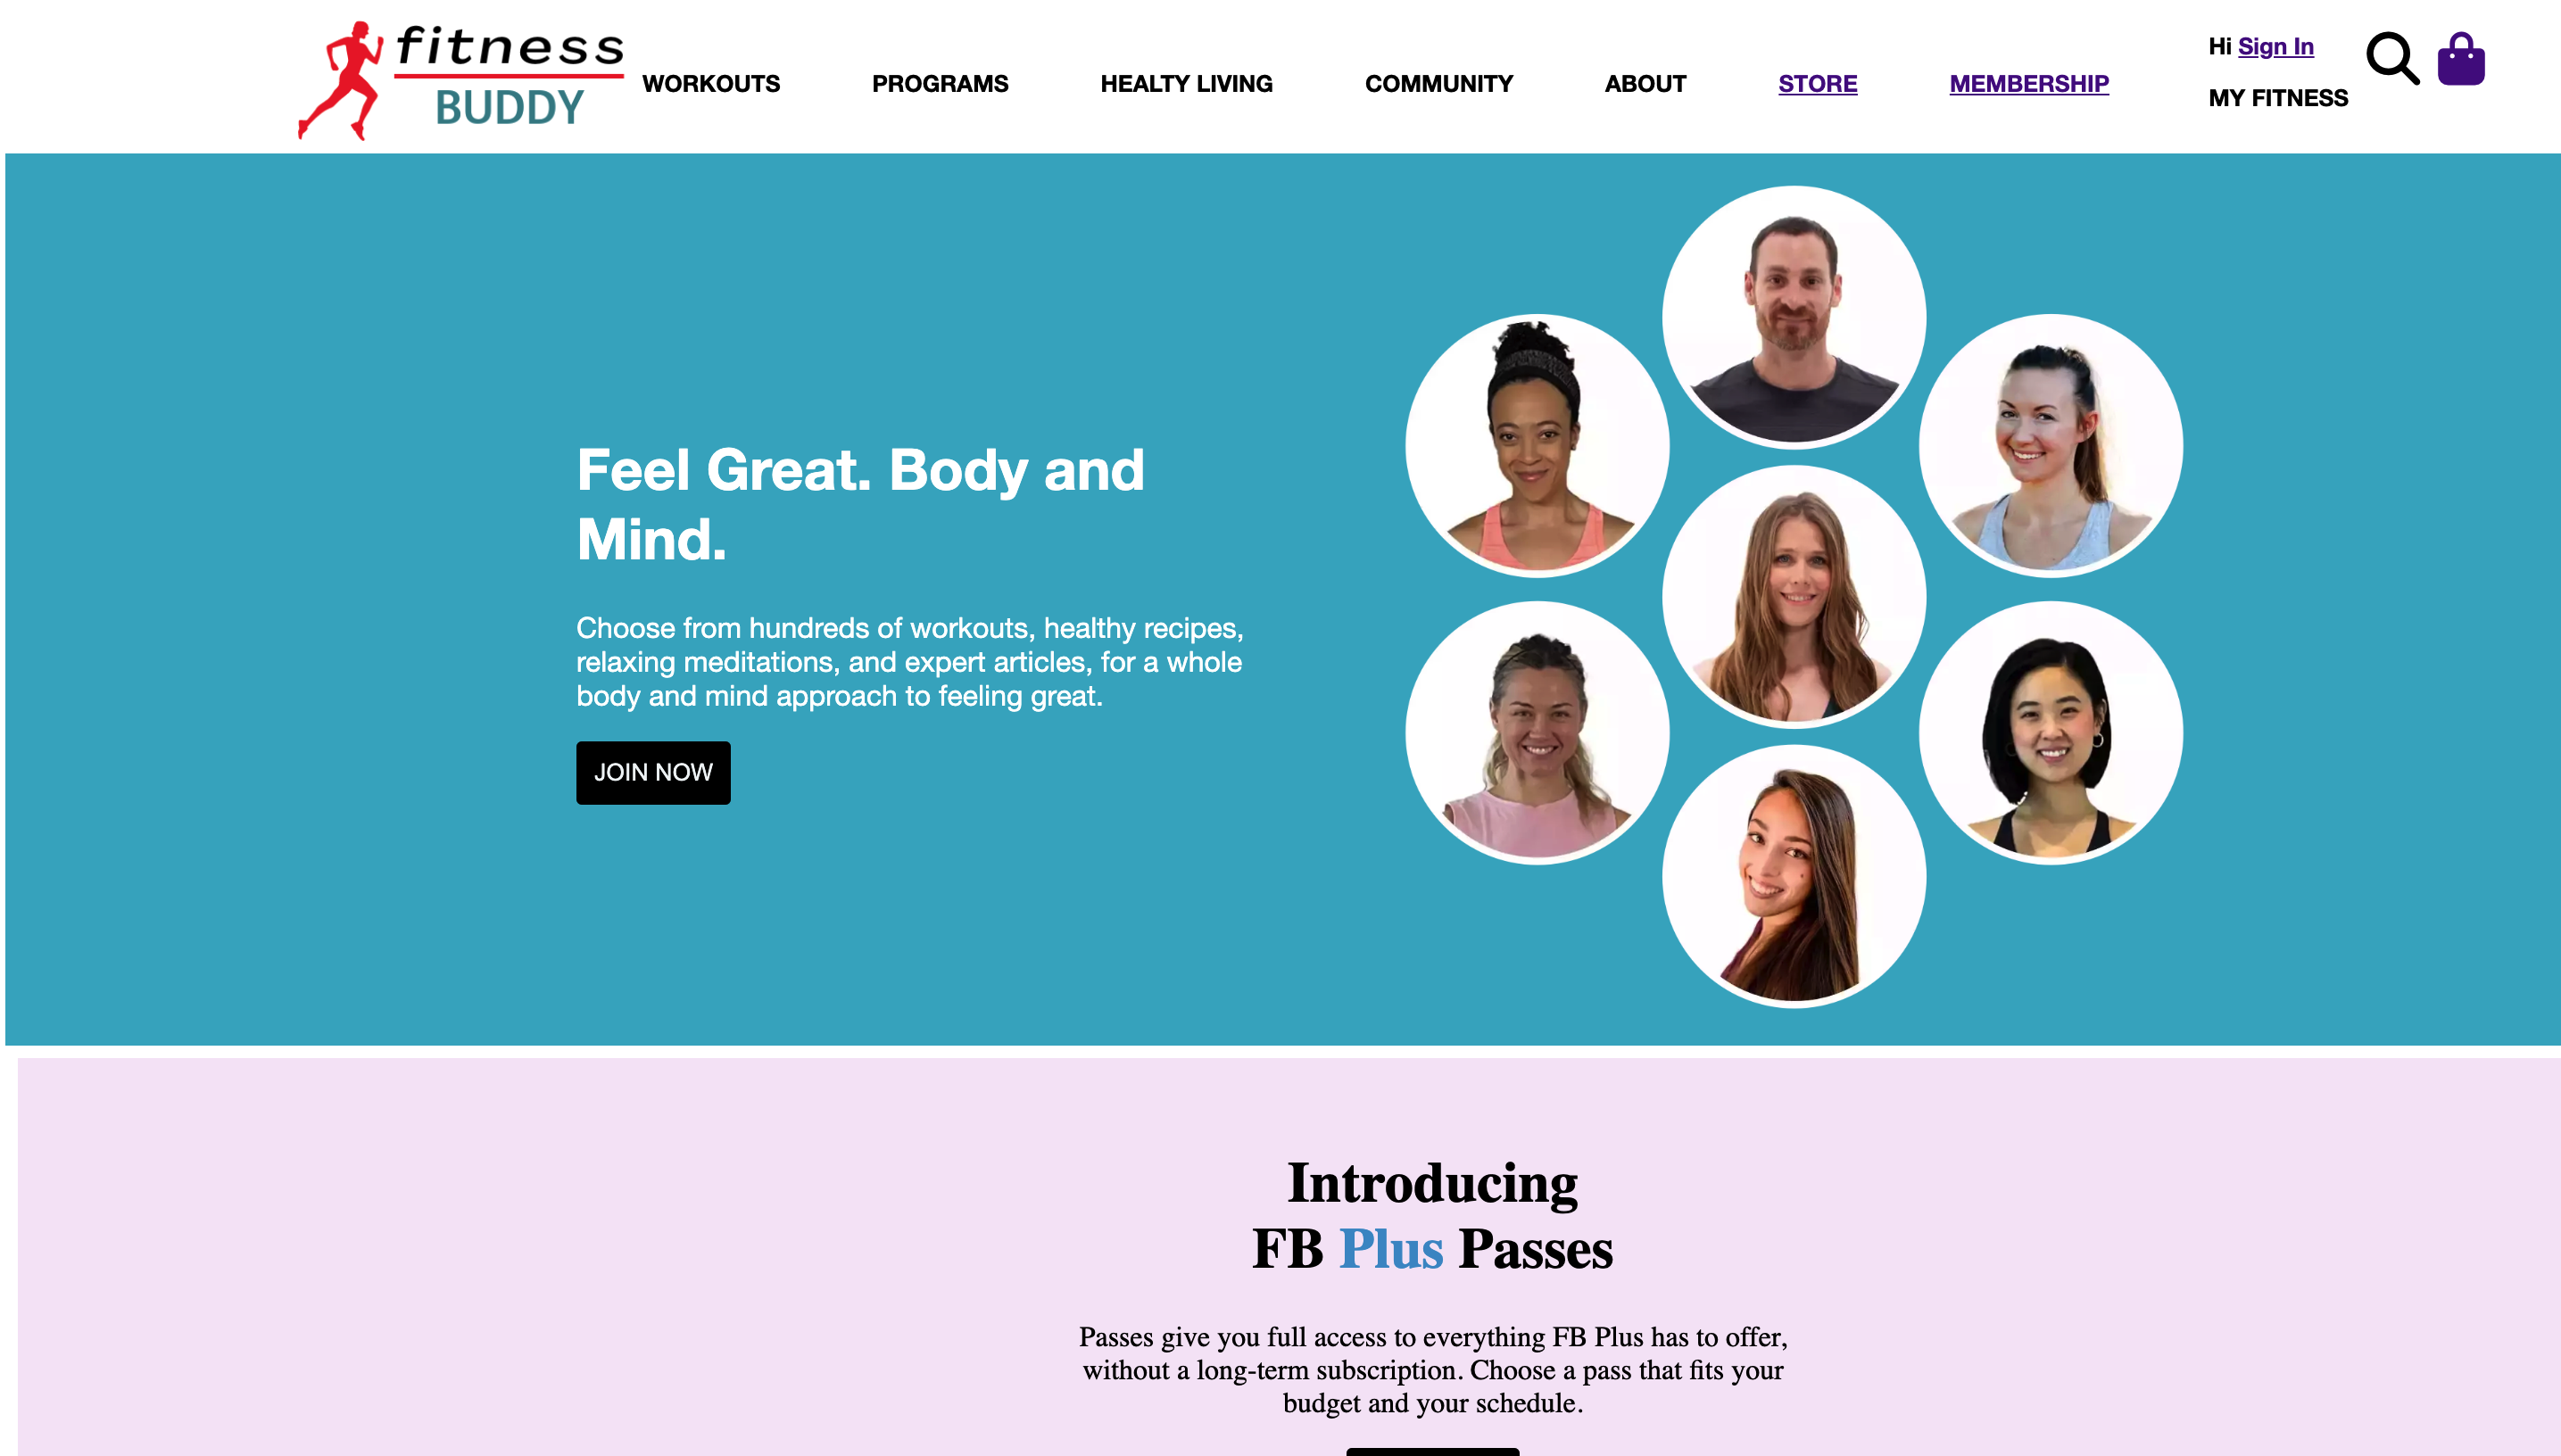 fitness
BUDDY
WORKOUTS PROGRAMS HEALTY LIVING COMMUNITY ABOUT STORE MEMBERSHIP
Hi Sign In
MY FITNESS
Feel Great. Body and
Mind.
Choose from hundreds of workouts, healthy recipes,
relaxing meditations, and expert articles, for a whole
body and mind approach to feeling great.
JOIN NOW
Introducing
FB Plus Passes
Passes give you full access to everything FB Plus has to offer,
without a long-term subscription. Choose a pass that fits your
budget and your schedule.